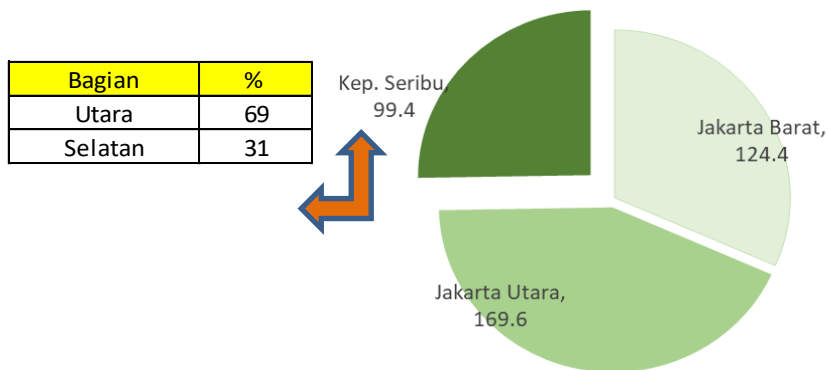 Bagian %
Utara 69
Selatan 31
Kep. Seribu,
99.4
Jakarta Barat,
124.4
Jakarta Utara,
169.6